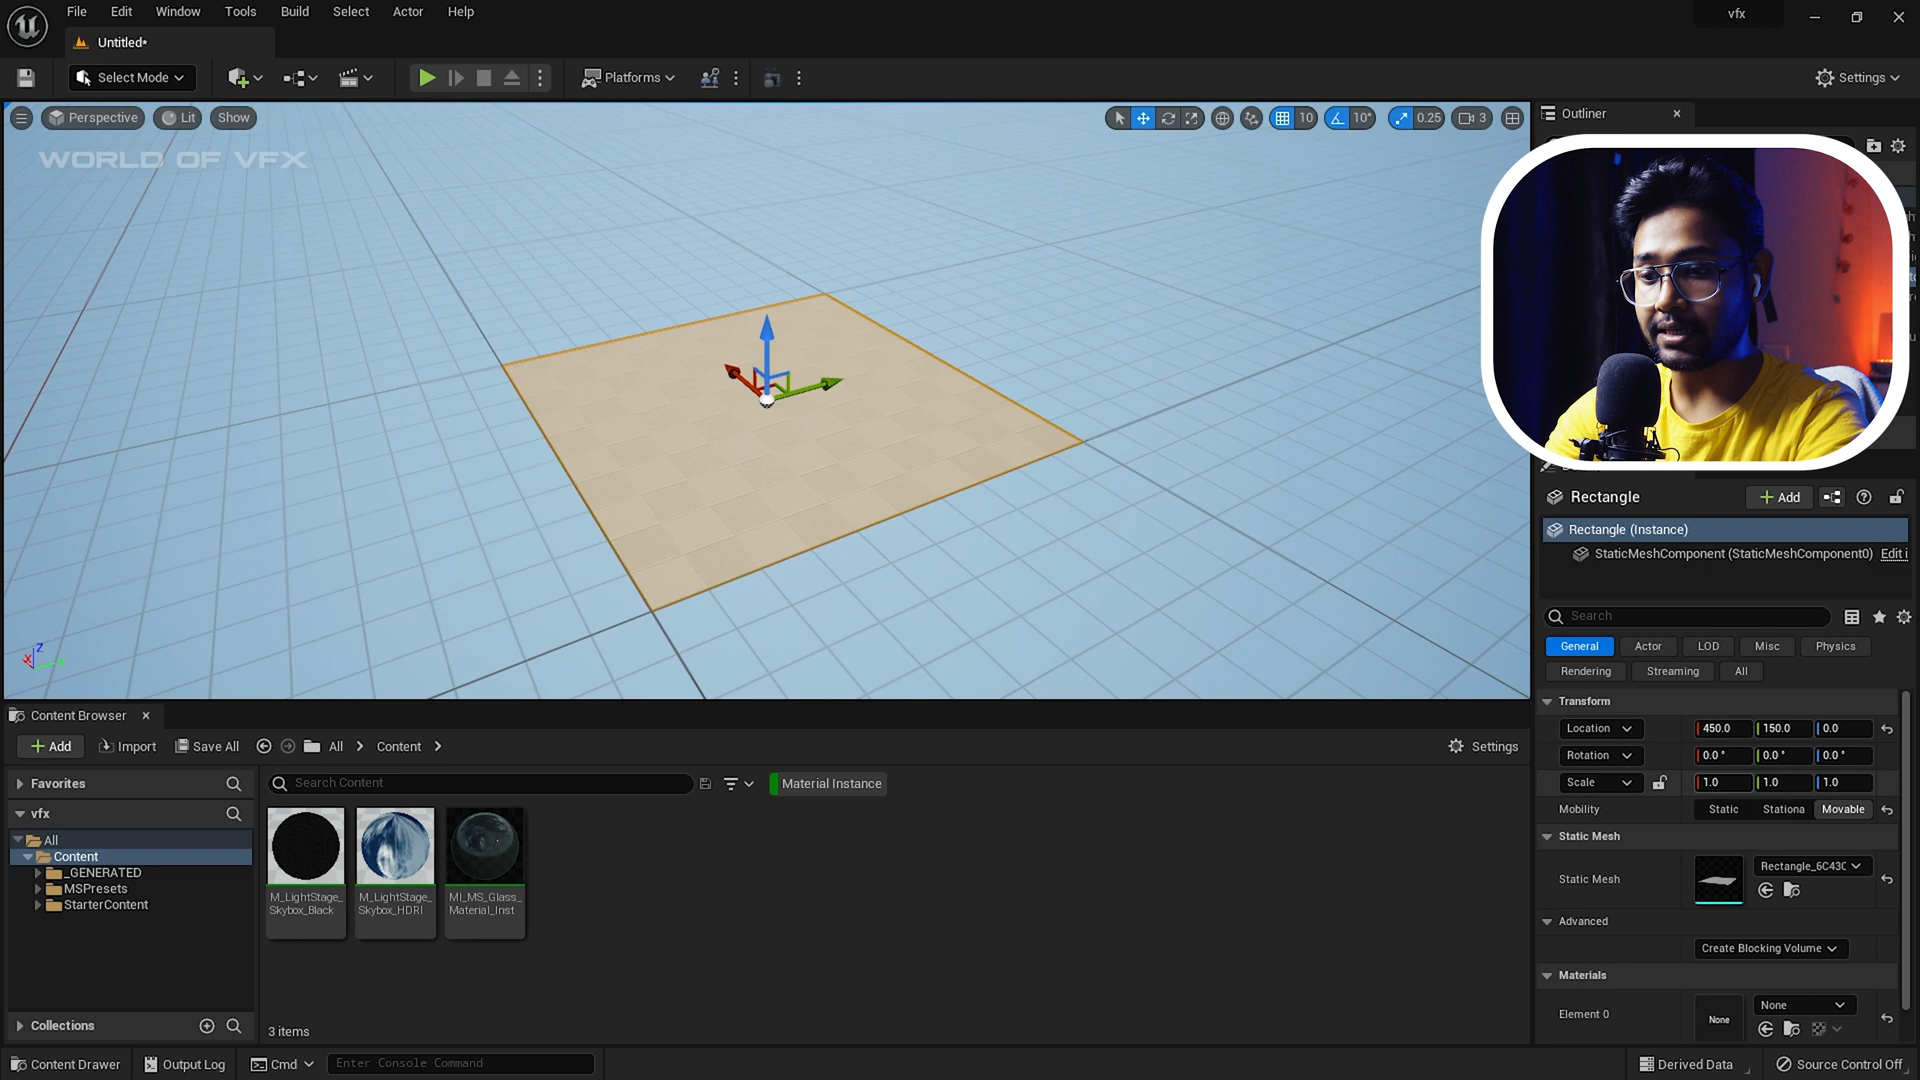 File Edit Window Tools Build Select Actor Help
vfx
Untitled*
Select Mode
Platforms
Settings
Perspective Lit Show
10 10° 0.25 3
WORLD OF VFX
Outliner
Rectangle
Add
Rectangle (Instance)
StaticMeshComponent (StaticMeshComponent0) Edit i
Search
General Actor LOD Misc Physics
Rendering Streaming All
Transform
Location 450.0 150.0 0.0
Rotation 0.0° 0.0° 0.0°
Scale 1.0 1.0 1.0
Mobility Static Stationa Movable
Static Mesh
Static Mesh Rectangle_6C43C
Advanced
Create Blocking Volume
Materials
Element 0 None None
Z
X
Content Browser
Add Import Save All All Content Settings
Favorites
Search Content
Material Instance
vfx
All
Content
_GENERATED
MSPresets
StarterContent
Collections
M_LightStage_
Skybox_Black
M_LightStage_
Skybox_HDRI
MI_MS_Glass_
Material_Inst
3 items
Content Drawer Output Log Cmd Enter Console Command
Derived Data Source Control Off